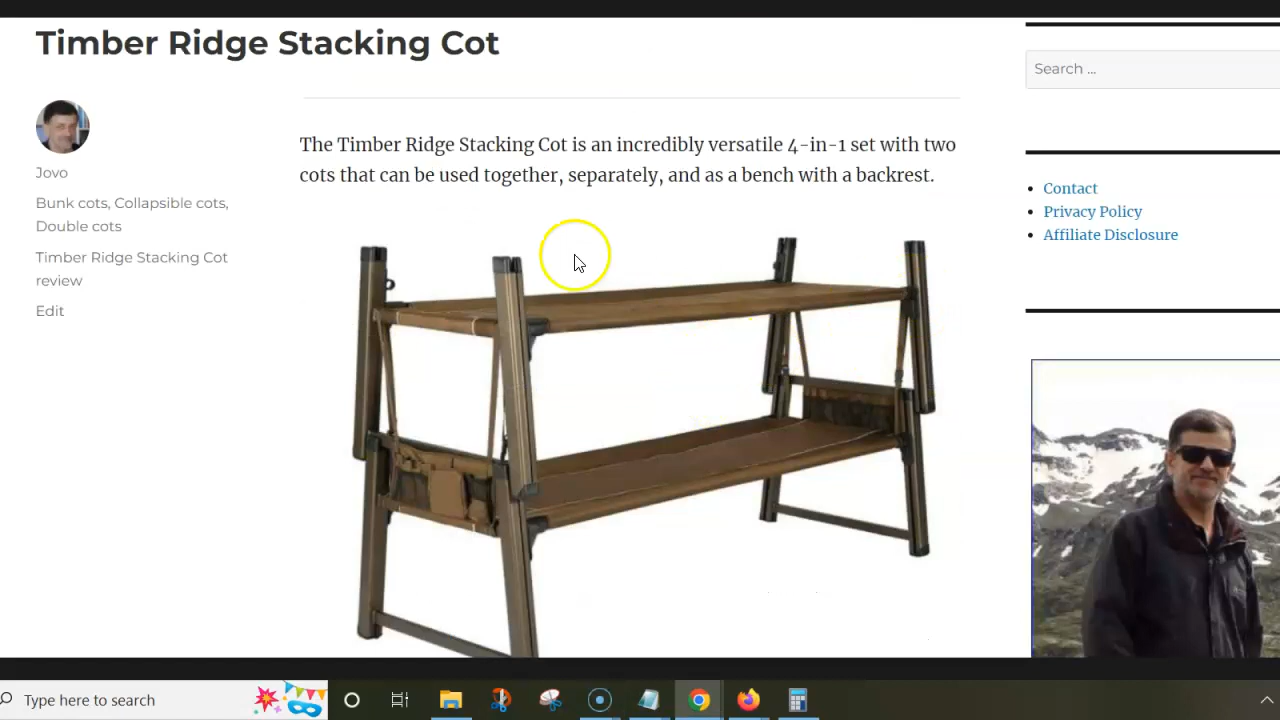 Timber Ridge Stacking Cot
Jovo
Bunk cots, Collapsible cots,
Double cots
Timber Ridge Stacking Cot
review
Edit
The Timber Ridge Stacking Cot is an incredibly versatile 4-in-1 set with two
cots that can be used together, separately, and as a bench with a backrest.
Search ...
Contact
Privacy Policy
Affiliate Disclosure
Type here to search